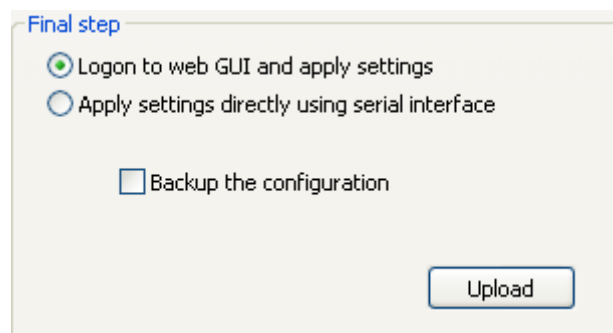 Final step
Logon to web GUI and apply settings
Apply settings directly using serial interface
Backup the configuration
Upload